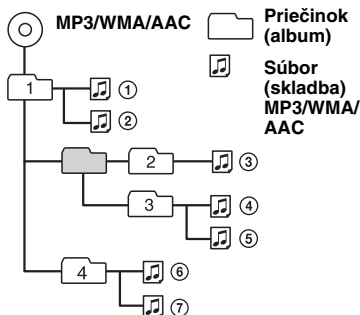 MP3/WMA/AAC
Priečinok
(album)
Súbor
(skladba)
MP3/WMA/
AAC
1
①
②
2
③
3
④
⑤
4
⑥
⑦